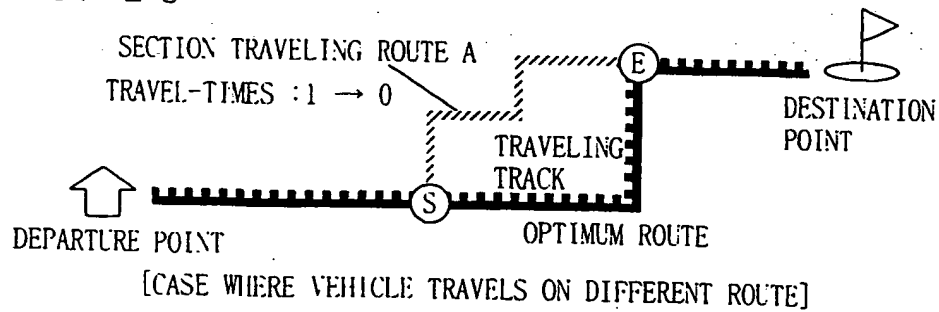 SECTION TRAVELING ROUTE A
TRAVEL-TIMES : 1 → 0
E
DESTINATION
POINT
TRAVELING
TRACK
S
DEPARTURE POINT
OPTIMUM ROUTE
[CASE WHERE VEHICLE TRAVELS ON DIFFERENT ROUTE]